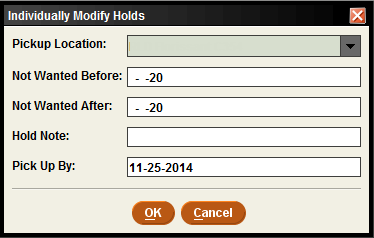 Individually Modify Holds
Pickup Location:
Not Wanted Before: - -20
Not Wanted After: - -20
Hold Note:
Pick Up By: 11-25-2014
OK Cancel